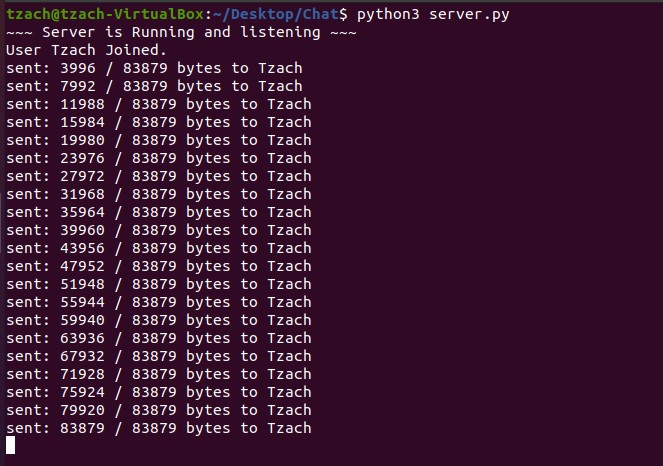 tzach@tzach-VirtualBox:~/Desktop/Chat$ python3 server.py
~~~ Server is Running and listening ~~~
User Tzach Joined.
sent: 3996 / 83879 bytes to Tzach
sent: 7992 / 83879 bytes to Tzach
sent: 11988 / 83879 bytes to Tzach
sent: 15984 / 83879 bytes to Tzach
sent: 19980 / 83879 bytes to Tzach
sent: 23976 / 83879 bytes to Tzach
sent: 27972 / 83879 bytes to Tzach
sent: 31968 / 83879 bytes to Tzach
sent: 35964 / 83879 bytes to Tzach
sent: 39960 / 83879 bytes to Tzach
sent: 43956 / 83879 bytes to Tzach
sent: 47952 / 83879 bytes to Tzach
sent: 51948 / 83879 bytes to Tzach
sent: 55944 / 83879 bytes to Tzach
sent: 59940 / 83879 bytes to Tzach
sent: 63936 / 83879 bytes to Tzach
sent: 67932 / 83879 bytes to Tzach
sent: 71928 / 83879 bytes to Tzach
sent: 75924 / 83879 bytes to Tzach
sent: 79920 / 83879 bytes to Tzach
sent: 83879 / 83879 bytes to Tzach